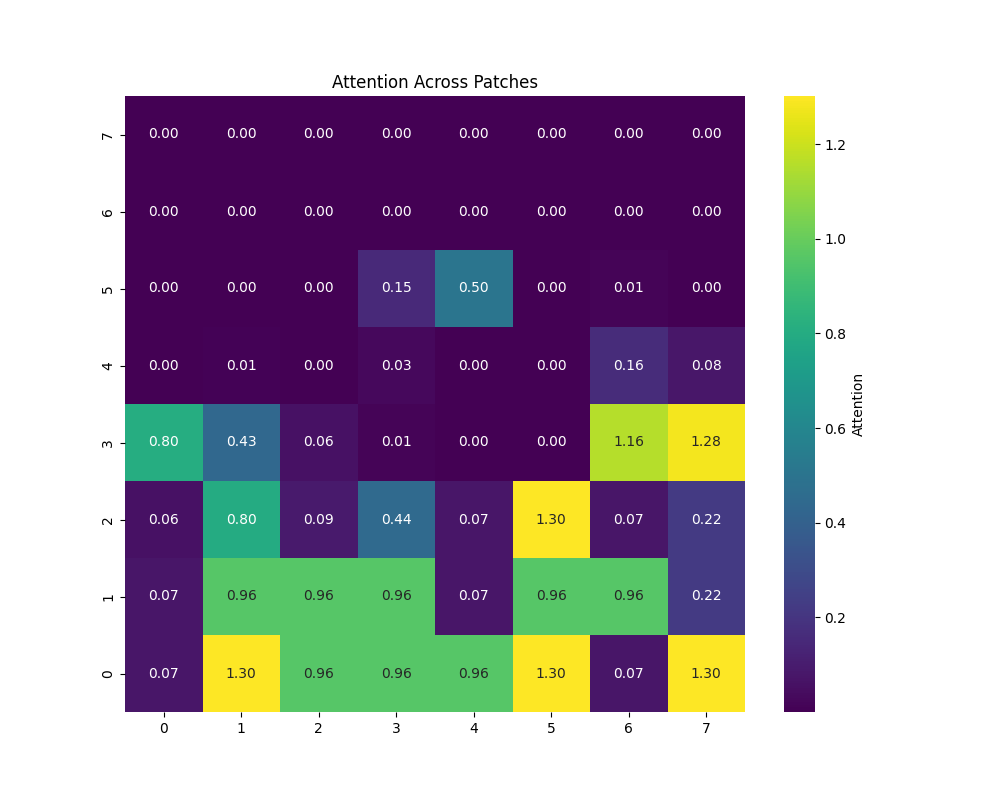 Attention Across Patches
7 0.00 0.00 0.00 0.00 0.00 0.00 0.00 0.00
6 0.00 0.00 0.00 0.00 0.00 0.00 0.00 0.00
5 0.00 0.00 0.00 0.15 0.50 0.00 0.01 0.00
4 0.00 0.01 0.00 0.03 0.00 0.00 0.16 0.08
3 0.80 0.43 0.06 0.01 0.00 0.00 1.16 1.28
2 0.06 0.80 0.09 0.44 0.07 1.30 0.07 0.22
1 0.07 0.96 0.96 0.96 0.07 0.96 0.96 0.22
0 0.07 1.30 0.96 0.96 0.96 1.30 0.07 1.30
0 1 2 3 4 5 6 7
1.2
1.0
0.8
0.6
0.4
0.2
Attention